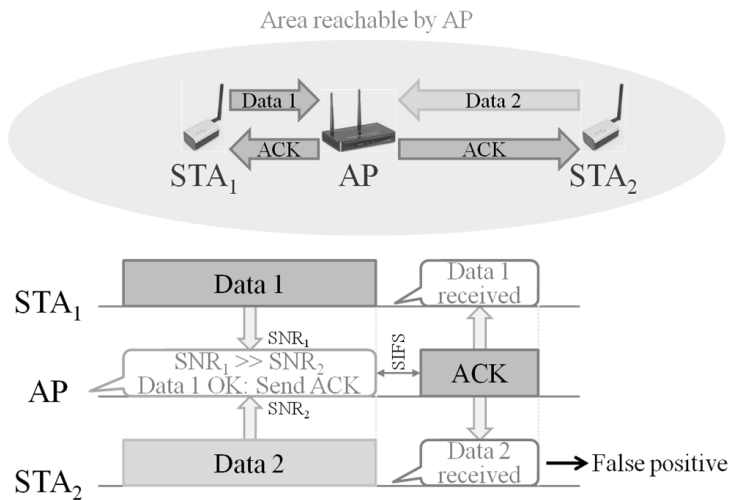 Area reachable by AP
Data 1
Data 2
ACK
ACK
STA1
AP
STA2
STA1
Data 1
Data 1
received
SNR1
AP
SNR1 >> SNR2
Data 1 OK: Send ACK
SIFS
ACK
SNR2
STA2
Data 2
Data 2
received
False positive